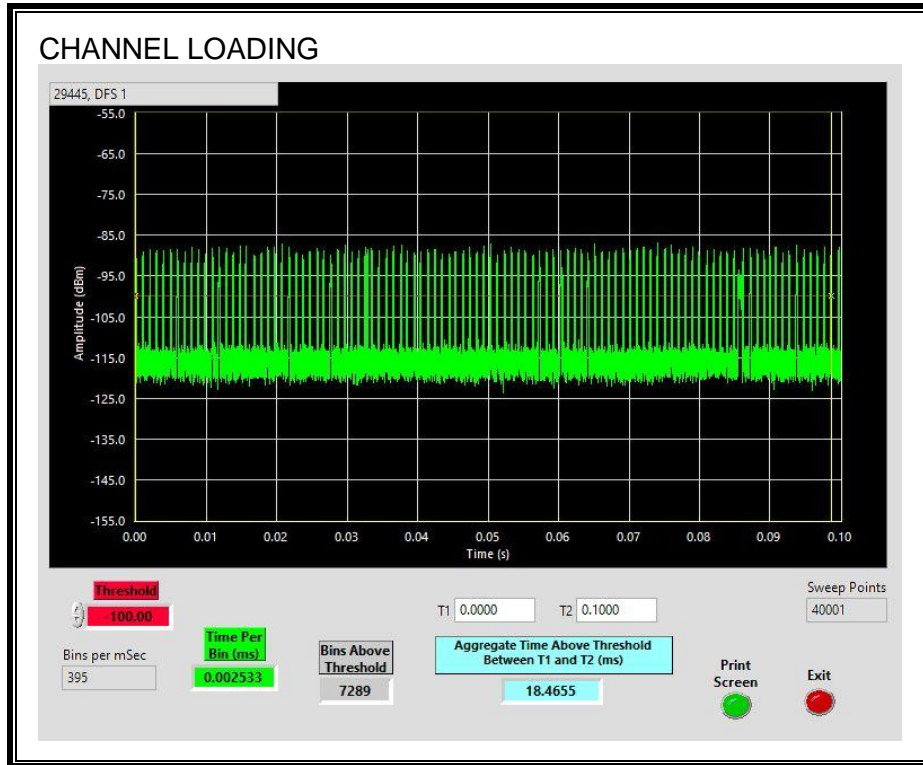 CHANNEL LOADING
29445, DFS 1
-55.0
-65.0
-75.0
-85.0
-95.0
-105.0
-115.0
-125.0
-135.0
-145.0
-155.0
Amplitude (dBm)
0.00 0.01 0.02 0.03 0.04 0.05 0.06 0.07 0.08 0.09 0.10
Time (s)
Threshold
-100.00
Bins per mSec
395
Time Per
Bin (ms)
0.002533
Bins Above
Threshold
7289
T1 0.0000 T2 0.1000
Aggregate Time Above Threshold
Between T1 and T2 (ms)
18.4655
Sweep Points
40001
Print
Screen
Exit